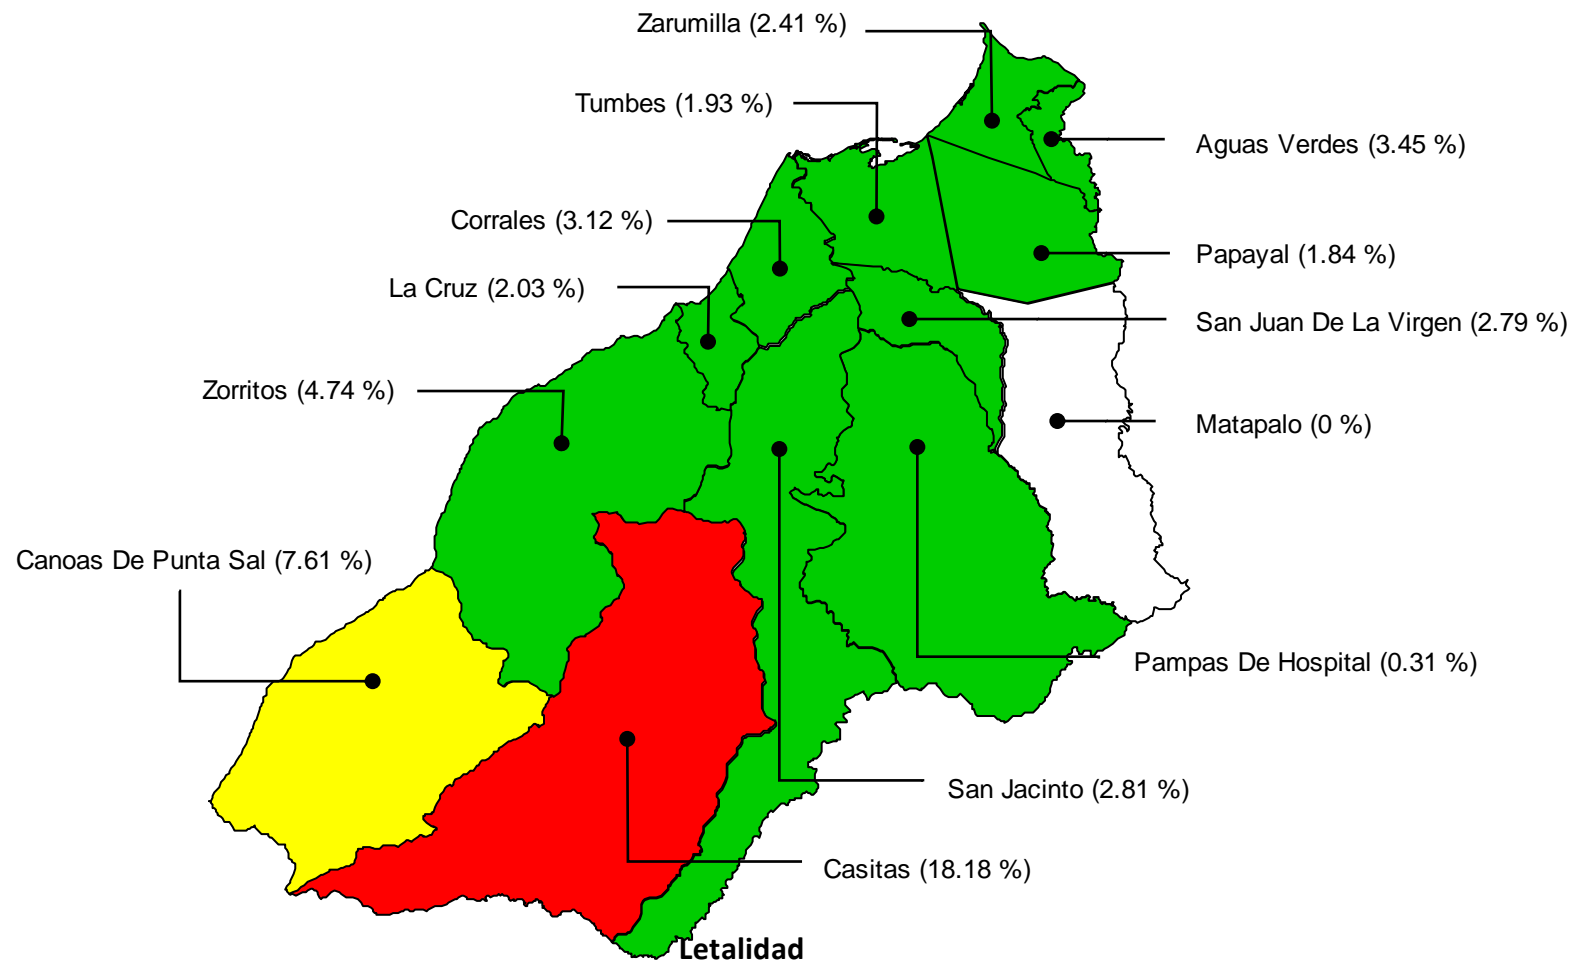 Zarumilla (2.41 %)
Tumbes (1.93 %)
Aguas Verdes (3.45 %)
Corrales (3.12 %)
Papayal (1.84 %)
La Cruz (2.03 %)
San Juan De La Virgen (2.79 %)
Zorritos (4.74 %)
Matapalo (0 %)
Canoas De Punta Sal (7.61 %)
Pampas De Hospital (0.31 %)
San Jacinto (2.81 %)
Casitas (18.18 %)
Letalidad